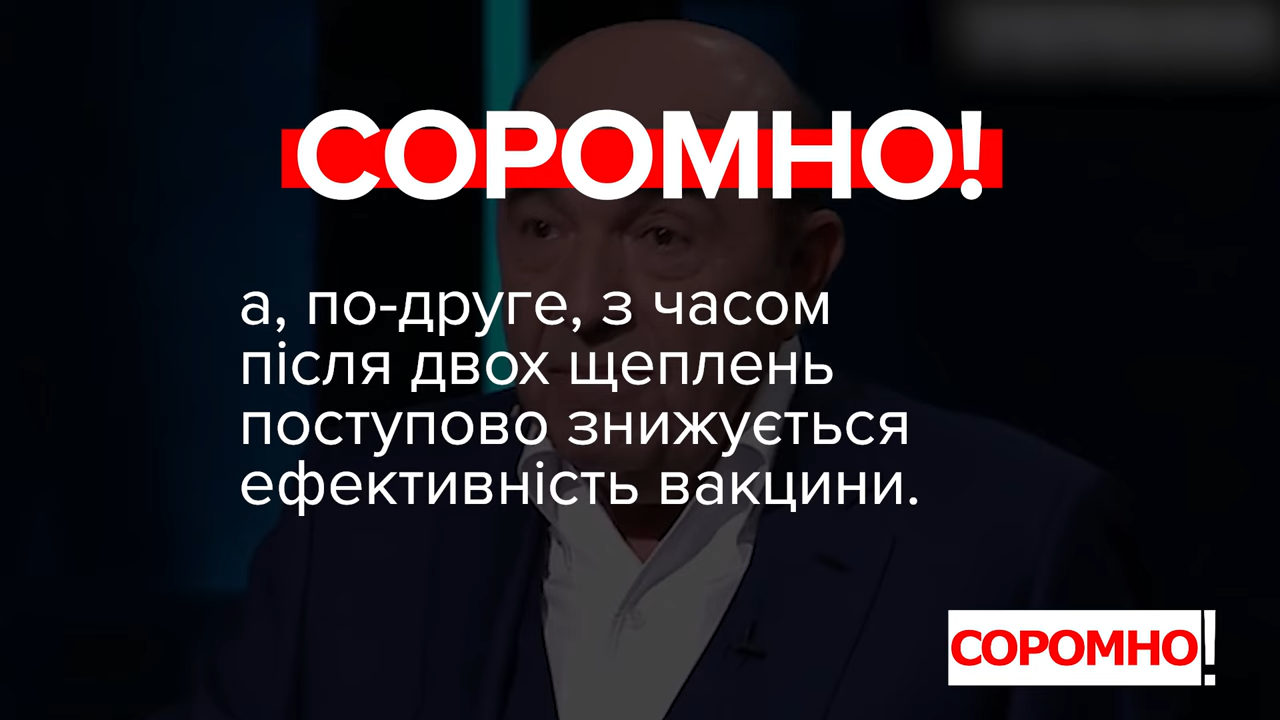 СОРОМНО!
а, по-друге, з часом
після двох щеплень
поступово знижується
ефективність вакцини.
СОРОМНО!